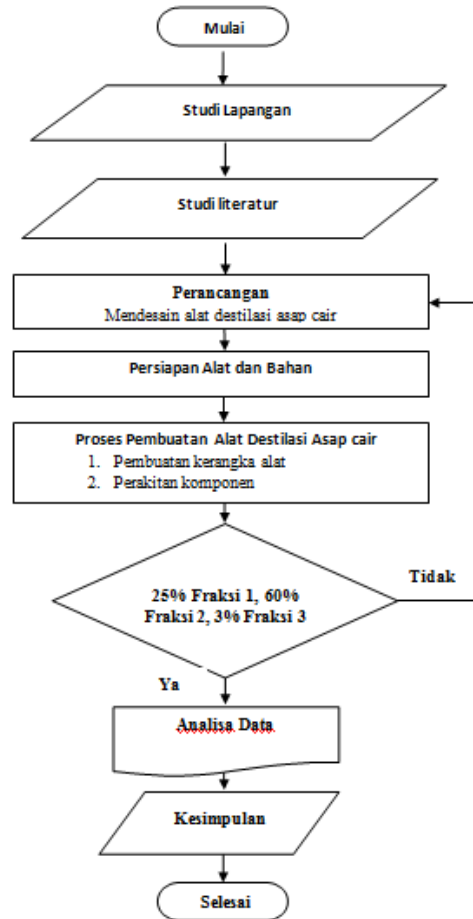 Mulai
Studi Lapangan
Studi literatur
Perancangan
Mendesain alat destilasi asap cair
Persiapan Alat dan Bahan
Proses Pembuatan Alat Destilasi Asap cair
1. Pembuatan kerangka alat
2. Perakitan komponen
25% Fraksi 1, 60%
Fraksi 2, 3% Fraksi 3
Tidak
Ya
Analisa Data
Kesimpulan
Selesai